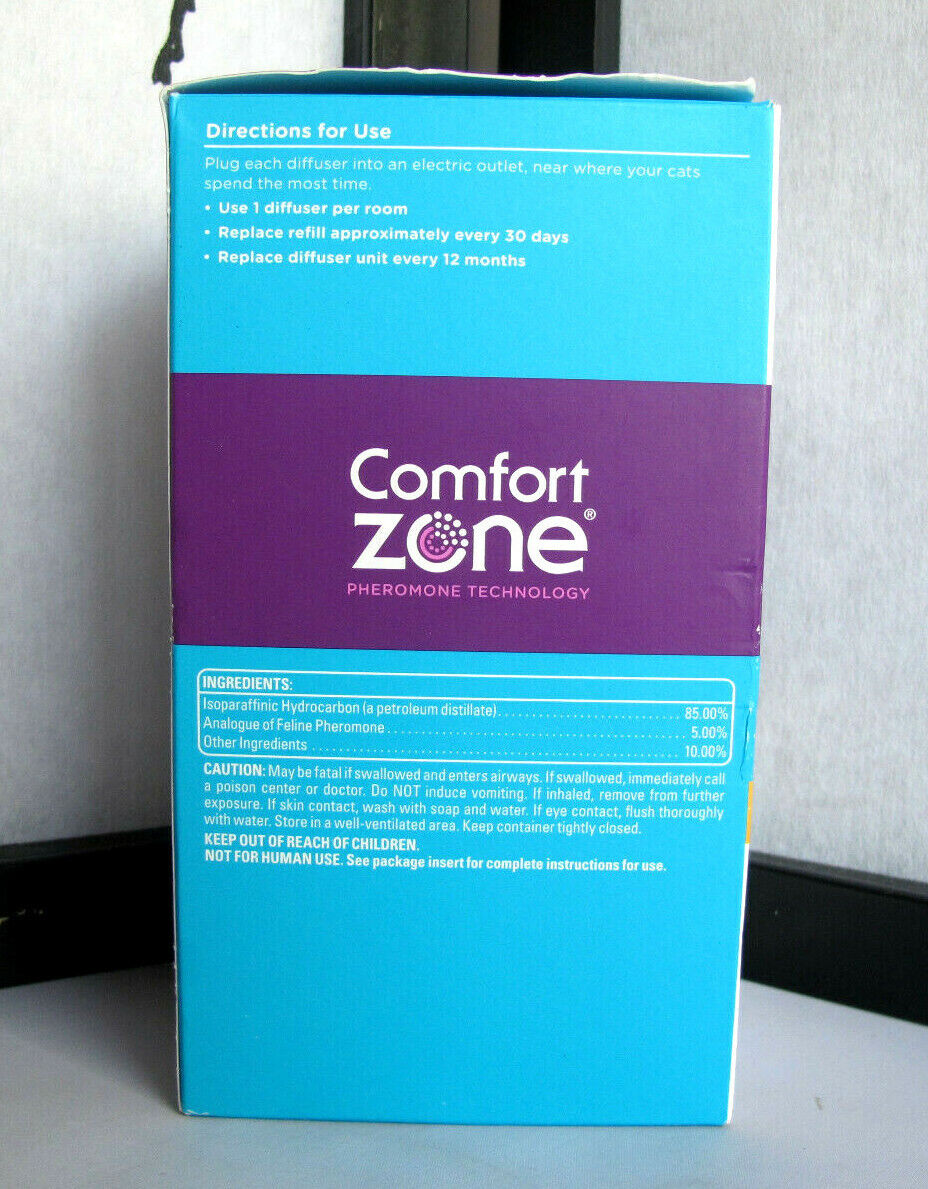 Directions for Use
Plug each diffuser into an electric outlet, near where your cats
spend the most time.
• Use 1 diffuser per room
• Replace refill approximately every 30 days
• Replace diffuser unit every 12 months
Comfort
zone®
PHEROMONE TECHNOLOGY
INGREDIENTS:
Isoparaffinic Hydrocarbon (a petroleum distillate)........................ 85.00%
Analogue of Feline Pheromone........................................ 5.00%
Other Ingredients ................................................ 10.00%
CAUTION: May be fatal if swallowed and enters airways. If swallowed, immediately call
a poison center or doctor. Do NOT induce vomiting. If inhaled, remove from further
exposure. If skin contact, wash with soap and water. If eye contact, flush thoroughly
with water. Store in a well-ventilated area. Keep container tightly closed.
KEEP OUT OF REACH OF CHILDREN.
NOT FOR HUMAN USE. See package insert for complete instructions for use.